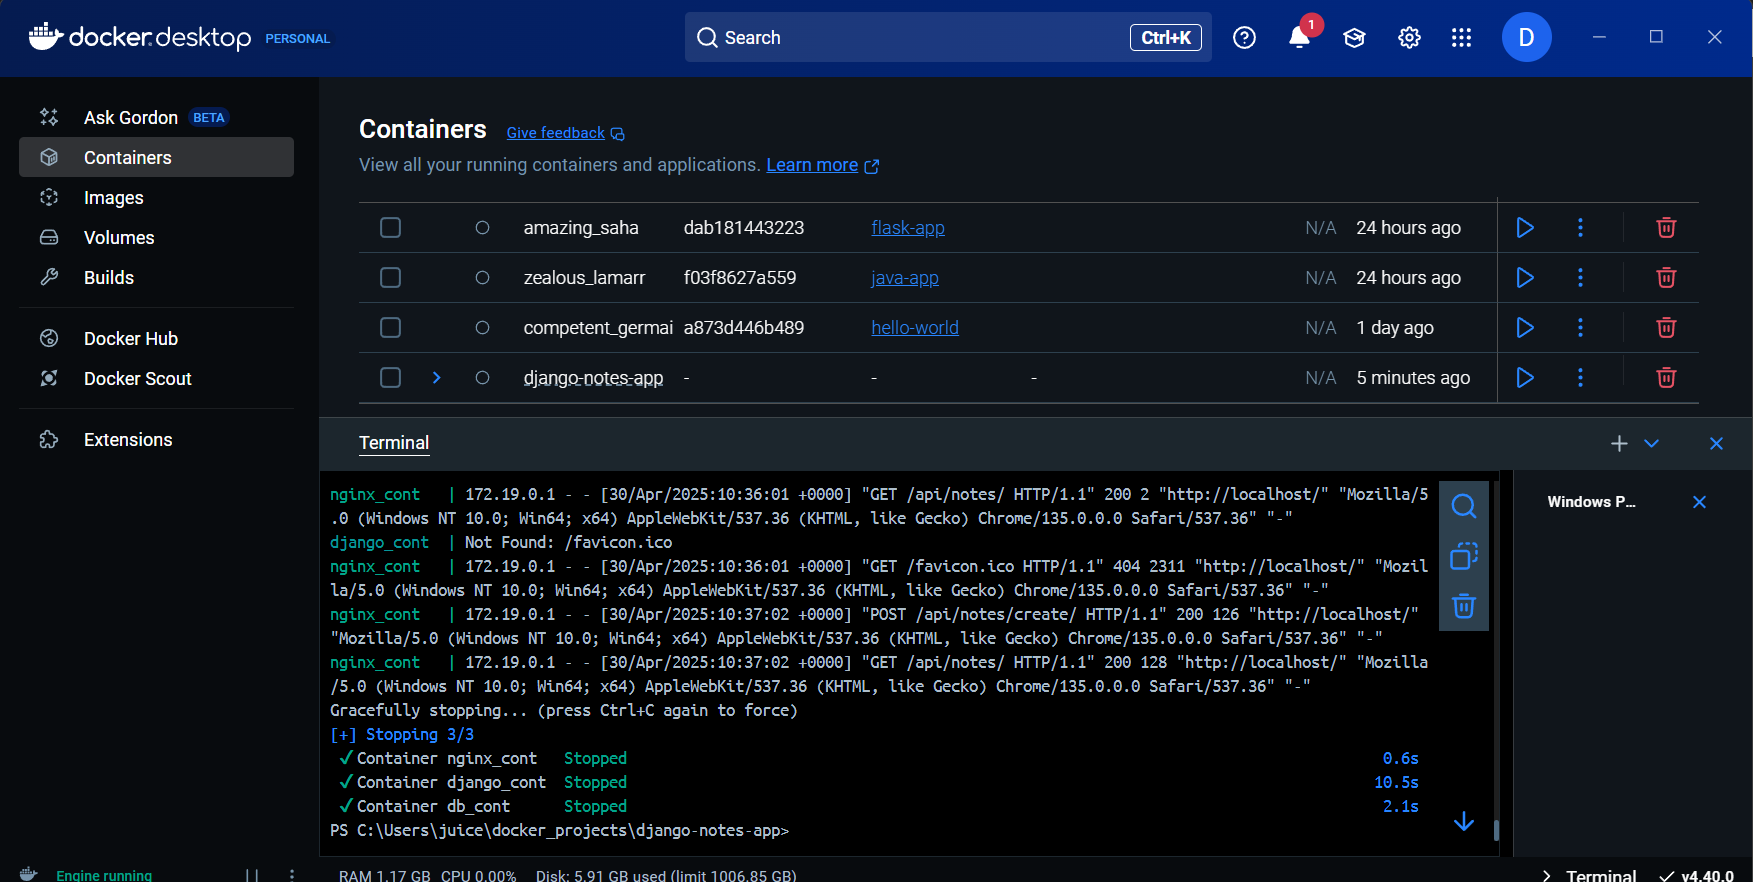 docker.desktop PERSONAL
Search Ctrl+K
1
D
Ask Gordon BETA
Containers
Images
Volumes
Builds
Docker Hub
Docker Scout
Extensions
Containers Give feedback
View all your running containers and applications. Learn more
amazing_saha dab181443223 flask-app N/A 24 hours ago
zealous_lamarr f03f8627a559 java-app N/A 24 hours ago
competent_germai a873d446b489 hello-world N/A 1 day ago
django-notes-app - - - N/A 5 minutes ago
Terminal
nginx_cont | 172.19.0.1 - - [30/Apr/2025:10:36:01 +0000] "GET /api/notes/ HTTP/1.1" 200 2 "http://localhost/" "Mozilla/5
.0 (Windows NT 10.0; Win64; x64) AppleWebKit/537.36 (KHTML, like Gecko) Chrome/135.0.0.0 Safari/537.36" "-"
django_cont | Not Found: /favicon.ico
nginx_cont | 172.19.0.1 - - [30/Apr/2025:10:36:01 +0000] "GET /favicon.ico HTTP/1.1" 404 2311 "http://localhost/" "Mozil
la/5.0 (Windows NT 10.0; Win64; x64) AppleWebKit/537.36 (KHTML, like Gecko) Chrome/135.0.0.0 Safari/537.36" "-"
nginx_cont | 172.19.0.1 - - [30/Apr/2025:10:37:02 +0000] "POST /api/notes/create/ HTTP/1.1" 200 126 "http://localhost/"
"Mozilla/5.0 (Windows NT 10.0; Win64; x64) AppleWebKit/537.36 (KHTML, like Gecko) Chrome/135.0.0.0 Safari/537.36" "-"
nginx_cont | 172.19.0.1 - - [30/Apr/2025:10:37:02 +0000] "GET /api/notes/ HTTP/1.1" 200 128 "http://localhost/" "Mozilla
/5.0 (Windows NT 10.0; Win64; x64) AppleWebKit/537.36 (KHTML, like Gecko) Chrome/135.0.0.0 Safari/537.36" "-"
Gracefully stopping... (press Ctrl+C again to force)
[+] Stopping 3/3
✓Container nginx_cont Stopped 0.6s
✓Container django_cont Stopped 10.5s
✓Container db_cont Stopped 2.1s
PS C:\Users\juice\docker_projects\django-notes-app>
Windows P...
Engine running
RAM 1.17 GB CPU 0.00% Disk: 5.91 GB used (limit 1006.85 GB)
Terminal
v4.40.0